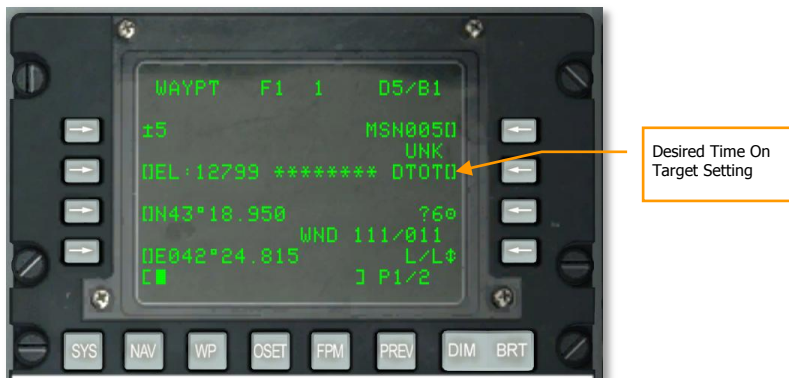 WAYPT F1 1 D5/B1
±5 MSN005[]
UNK
[]EL:12799 ******** DTOT[]
[]N43°18.950 ?6⊙
WND 111/011
[]E042°24.815 L/L↕
[█ ] P1/2
SYS NAV WP OSET FPM PREV DIM BRT
Desired Time On
Target Setting